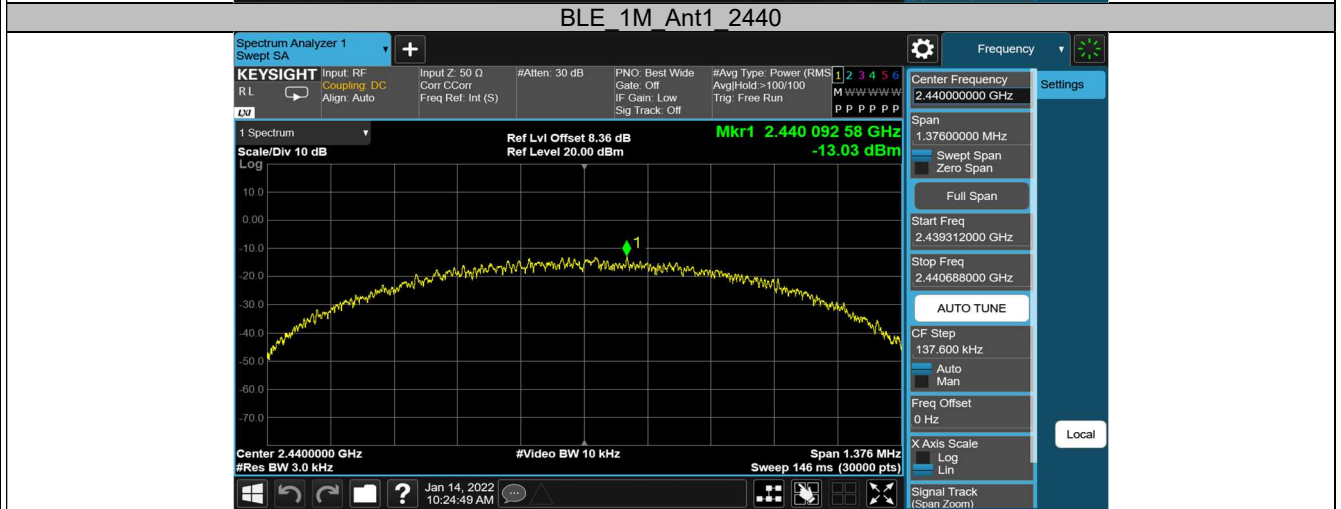 BLE_1M_Ant1_2440
Spectrum Analyzer 1
Swept SA
+
Frequency
KEYSIGHT
RL
LXI
Input: RF
Coupling: DC
Align: Auto
Input Z: 50 Ω
Corr CCorr
Freq Ref: Int (S)
#Atten: 30 dB
PNO: Best Wide
Gate: Off
IF Gain: Low
Sig Track: Off
#Avg Type: Power (RMS
Avg|Hold:>100/100
Trig: Free Run
1 2 3 4 5 6
M W W W W W
P P P P P P
1 Spectrum
Scale/Div 10 dB
Log
Ref Lvl Offset 8.36 dB
Ref Level 20.00 dBm
Mkr1 2.440 092 58 GHz
-13.03 dBm
10.0
0.00
-10.0
-20.0
-30.0
-40.0
-50.0
-60.0
-70.0
1
Center 2.4400000 GHz
#Res BW 3.0 kHz
#Video BW 10 kHz
Span 1.376 MHz
Sweep 146 ms (30000 pts)
?
Jan 14, 2022
10:24:49 AM
Center Frequency
2.440000000 GHz
Span
1.37600000 MHz
Swept Span
Zero Span
Full Span
Start Freq
2.439312000 GHz
Stop Freq
2.440688000 GHz
AUTO TUNE
CF Step
137.600 kHz
Auto
Man
Freq Offset
0 Hz
X Axis Scale
Log
Lin
Signal Track
(Span Zoom)
Settings
Local